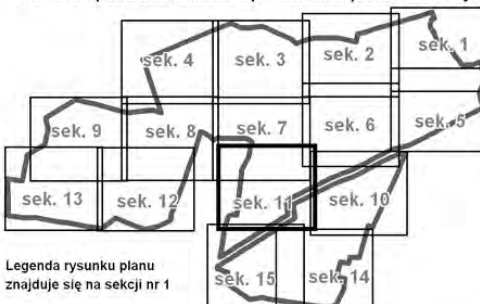 sek. 1
sek. 2
sek. 3
sek. 4
sek. 5
sek. 6
sek. 7
sek. 8
sek. 9
sek. 10
sek. 11
sek. 12
sek. 13
sek. 14
sek. 15
Legenda rysunku planu
znajduje się na sekcji nr 1